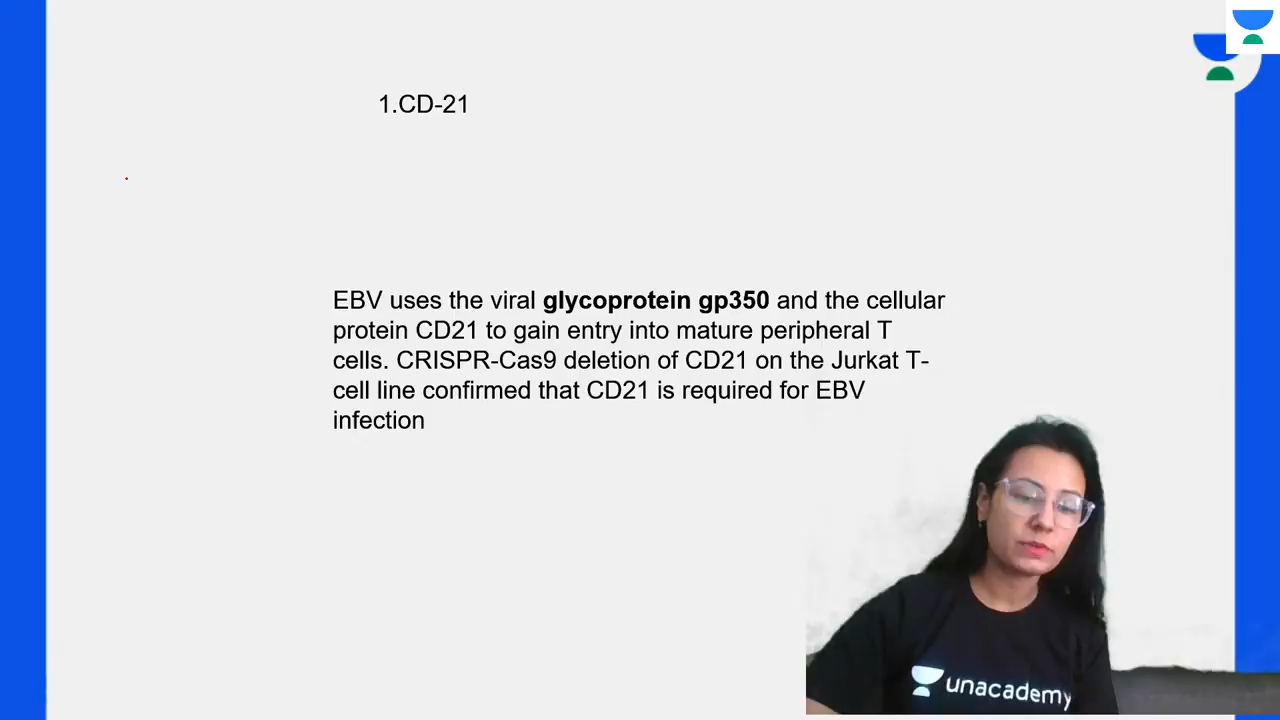 1.CD-21
EBV uses the viral glycoprotein gp350 and the cellular
protein CD21 to gain entry into mature peripheral T
cells. CRISPR-Cas9 deletion of CD21 on the Jurkat T-
cell line confirmed that CD21 is required for EBV
infection
unacademy